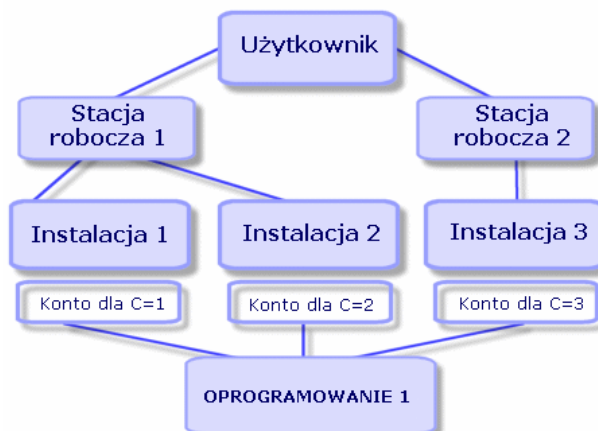 Użytkownik
Stacja
robocza 1
Stacja
robocza 2
Instalacja 1
Instalacja 2
Instalacja 3
Konto dla C=1
Konto dla C=2
Konto dla C=3
OPROGRAMOWANIE 1